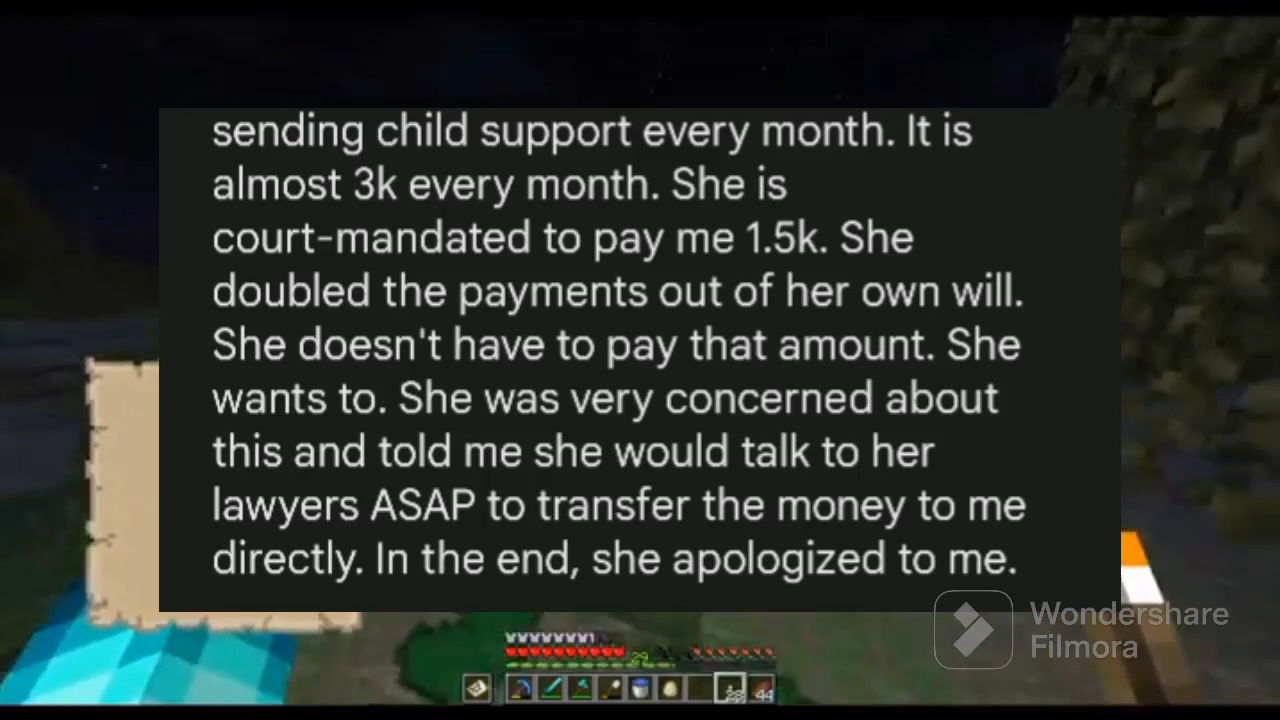 sending child support every month. It is
almost 3k every month. She is
court-mandated to pay me 1.5k. She
doubled the payments out of her own will.
She doesn't have to pay that amount. She
wants to. She was very concerned about
this and told me she would talk to her
lawyers ASAP to transfer the money to me
directly. In the end, she apologized to me.
Wondershare
Filmora
29
28
44